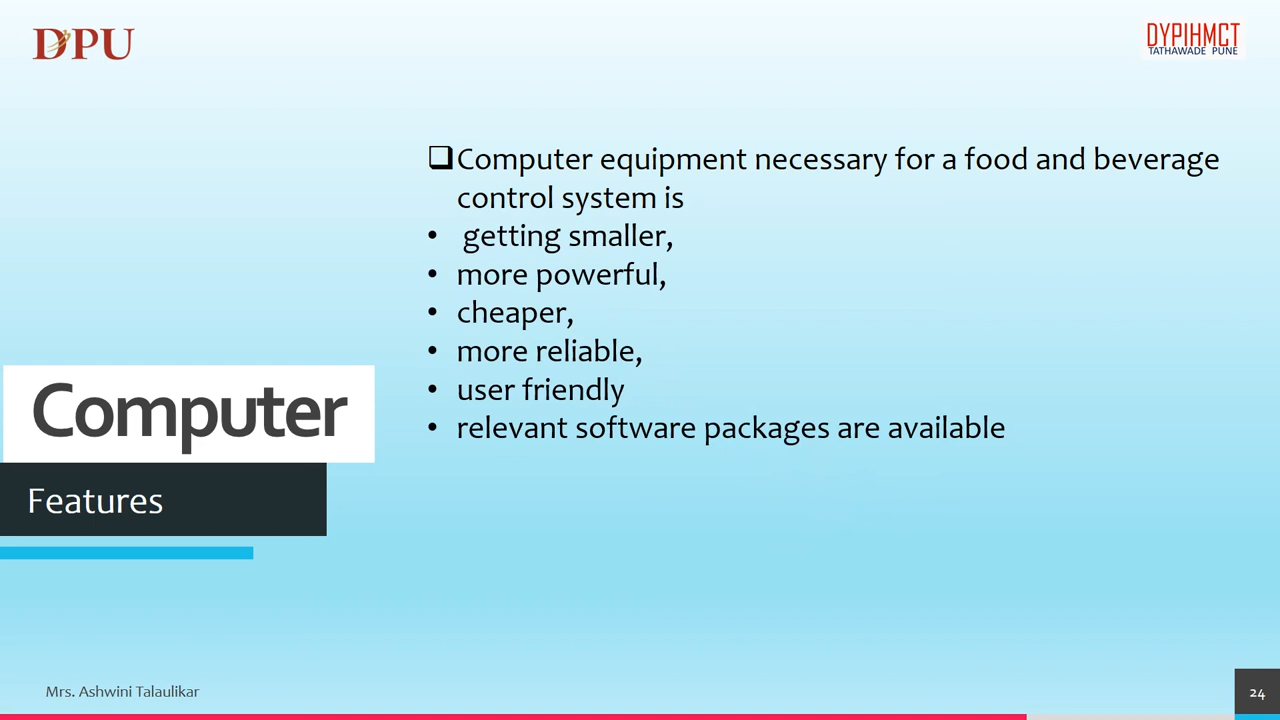 DPU
DYPIHMCT
TATHAWADE PUNE
❑Computer equipment necessary for a food and beverage
control system is
• getting smaller,
• more powerful,
• cheaper,
• more reliable,
• user friendly
• relevant software packages are available
Computer
Features
Mrs. Ashwini Talaulikar
24